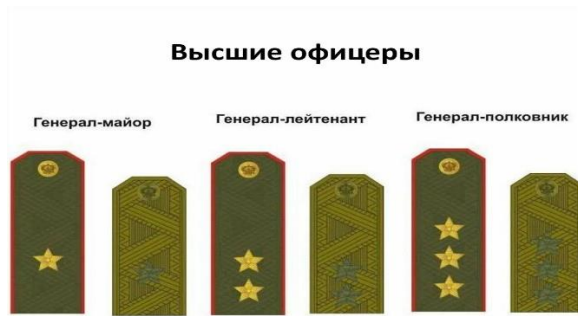 Высшие офицеры
Генерал-майор
Генерал-лейтенант
Генерал-полковник